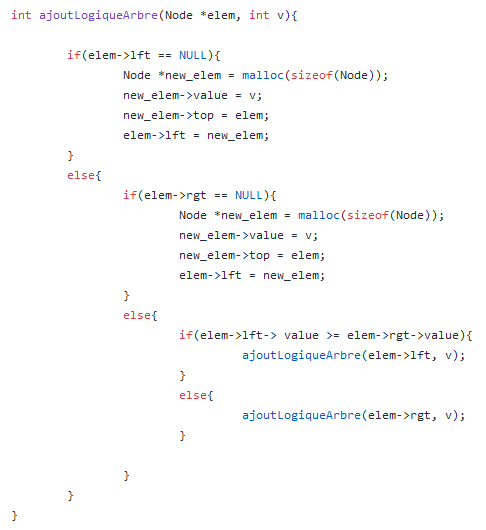 int ajoutLogiqueArbre(Node *elem, int v){
if(elem->lft == NULL){
Node *new_elem = malloc(sizeof(Node));
new_elem->value = v;
new_elem->top = elem;
elem->lft = new_elem;
}
else{
if(elem->rgt == NULL){
Node *new_elem = malloc(sizeof(Node));
new_elem->value = v;
new_elem->top = elem;
elem->lft = new_elem;
}
else{
if(elem->lft-> value >= elem->rgt->value){
ajoutLogiqueArbre(elem->lft, v);
}
else{
ajoutLogiqueArbre(elem->rgt, v);
}
}
}
}